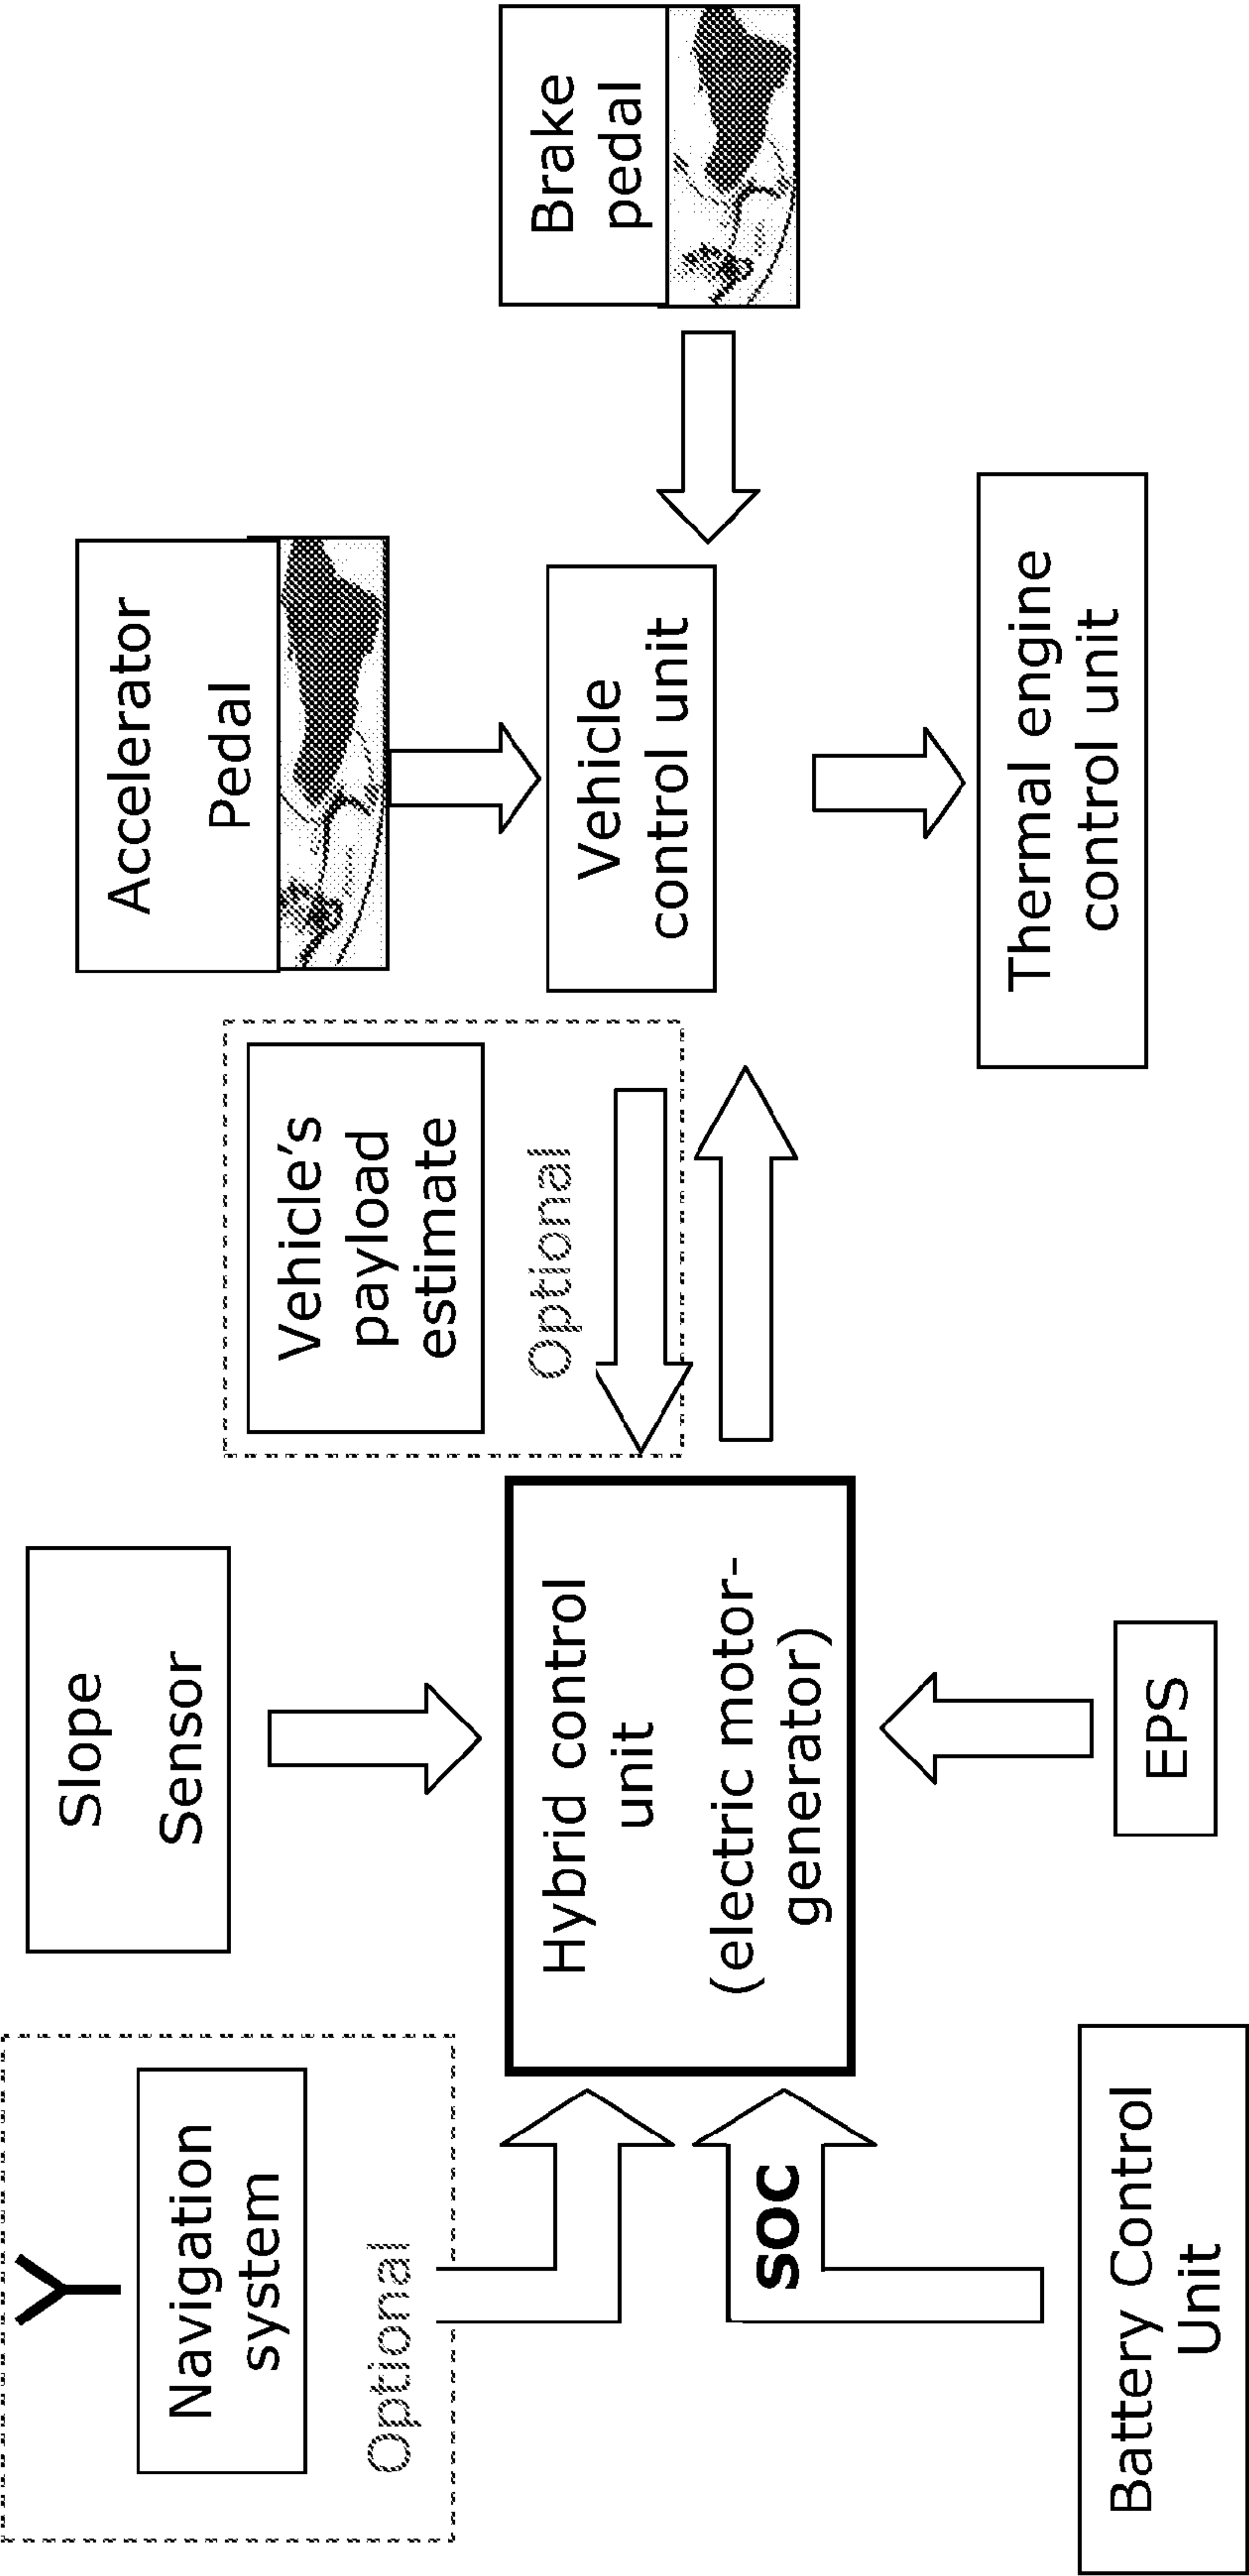 Navigation
system
Optional
Slope
Sensor
Vehicle's
payload
estimate
Optional
Accelerator
Pedal
Brake
pedal
Hybrid control
unit
(electric motor-
generator)
Vehicle
control unit
SOC
Battery Control
Unit
EPS
Thermal engine
control unit